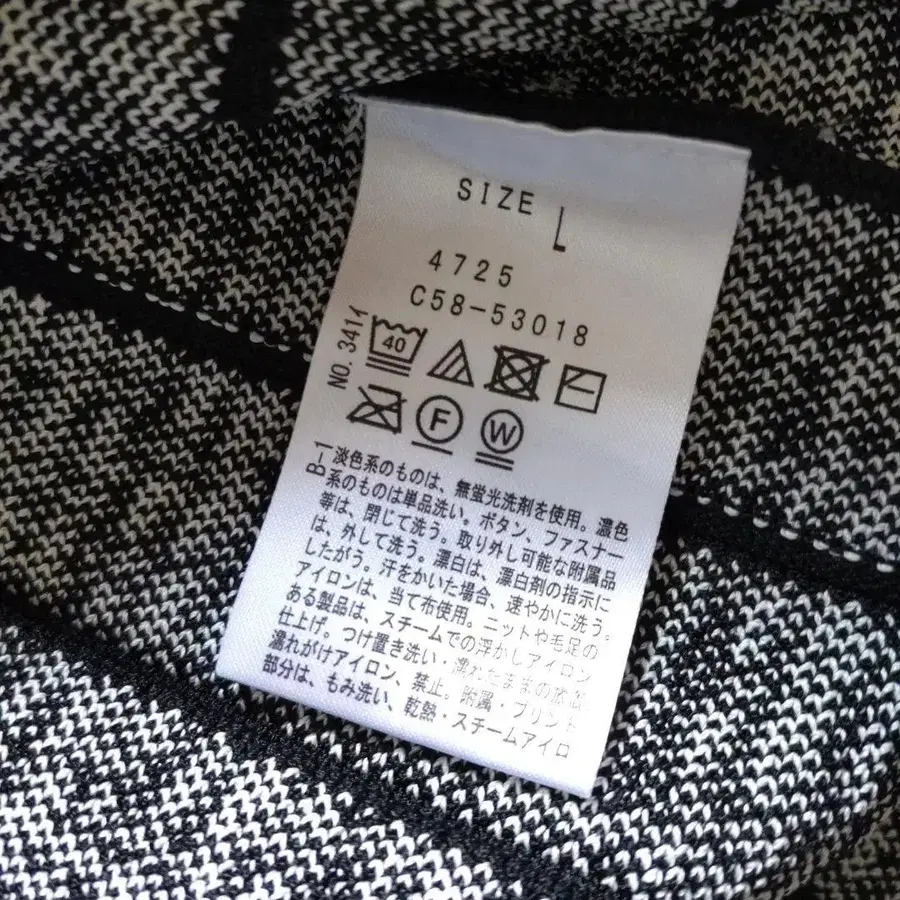 SIZE L
4725
C58-53018
NO. 3411
40
F W
B-1
淡色系のものは、無蛍光洗剤を使用。濃色
系のものは単品洗い。ボタン、ファスナー
等は、閉じて洗う。取り外し可能な附属品
は、外して洗う。漂白は、漂白剤の指示に
したがう。汗をかいた場合、速やかに洗う。
アイロンは、当て布使用。ニットや毛足の
ある製品は、スチームでの浮かしアイロン
仕上げ。つけ置き洗い・濡れたままの放置
濡れがけアイロン、禁止。附属・プリント
部分は、もみ洗い、乾熱・スチームアイロ